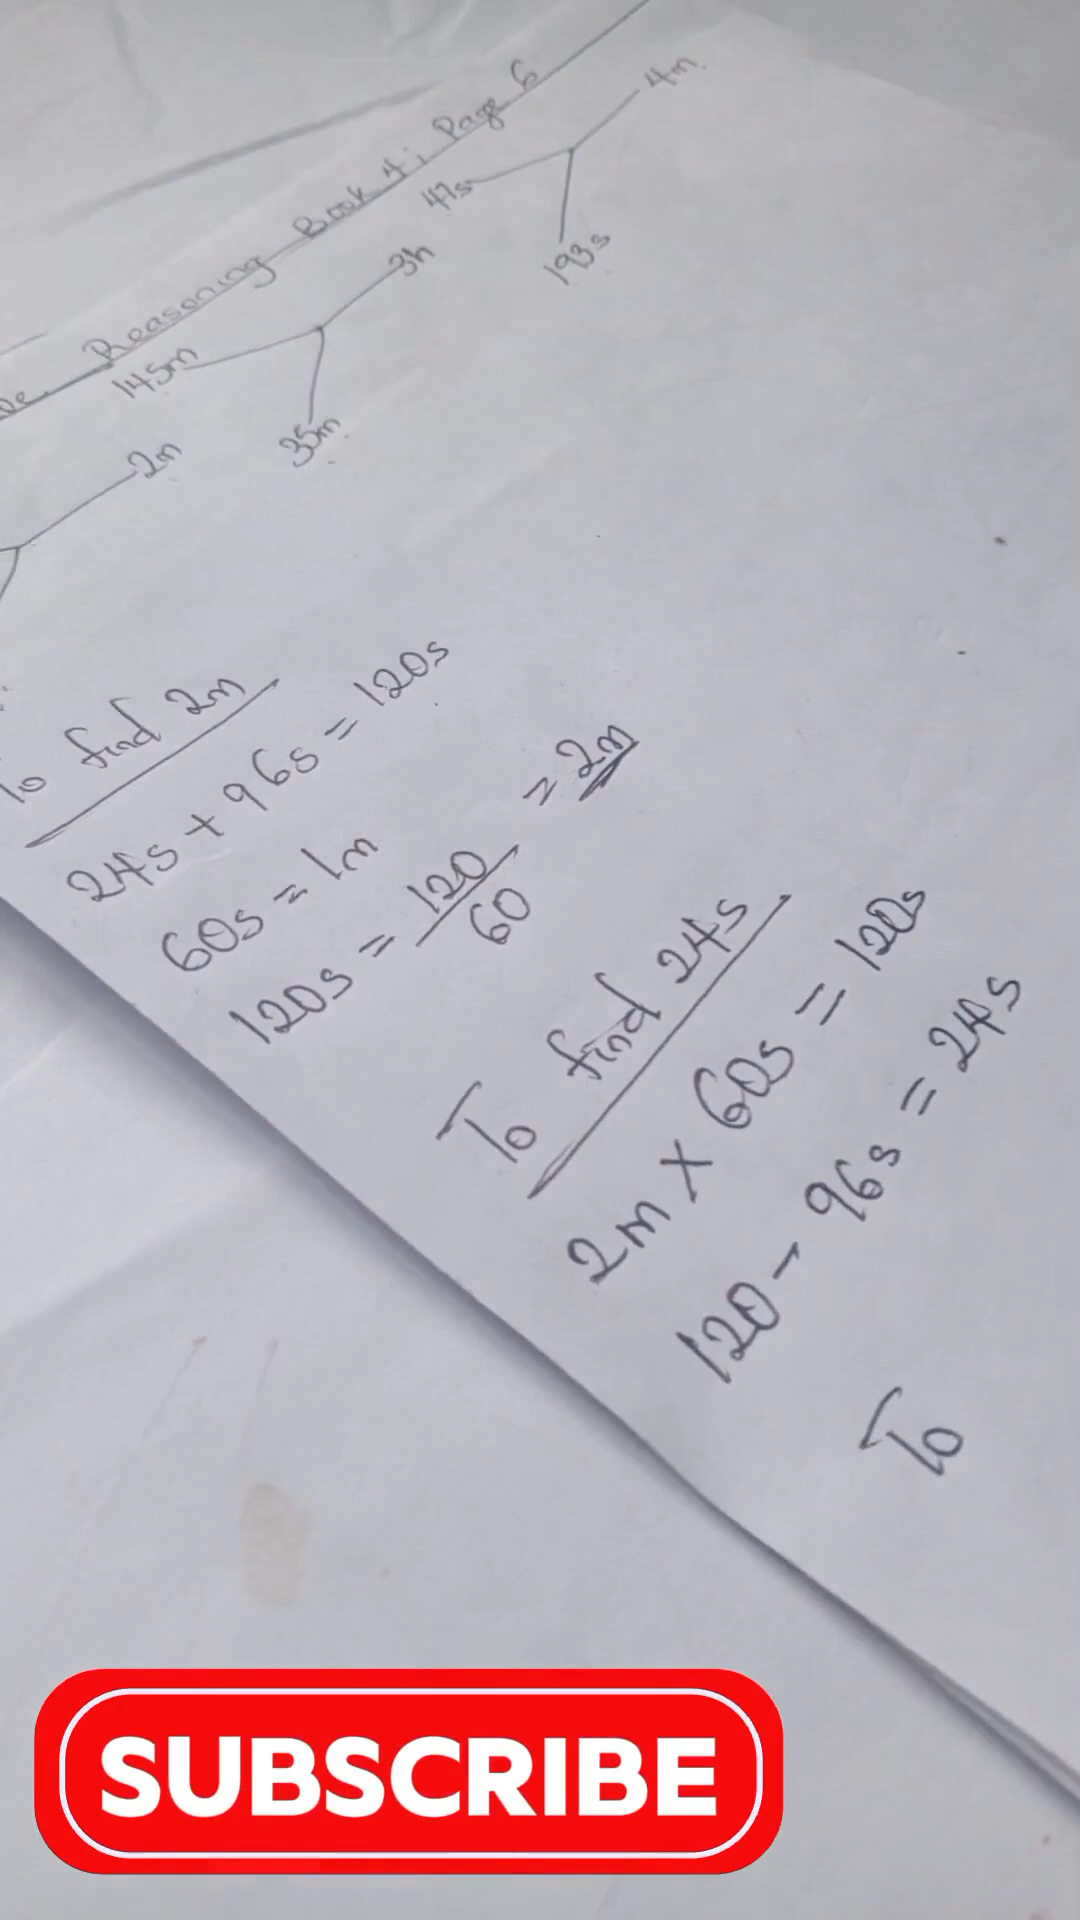 Reasoning Book 4; Page 6
4m
47s
193s
3h
145m
35m
2m
To find 2m
24s + 96s = 120s
60s = 1m
120s = 120/60 = 2m
To find 24s
2m x 60s = 120s
120 - 96s = 24s
To
SUBSCRIBE